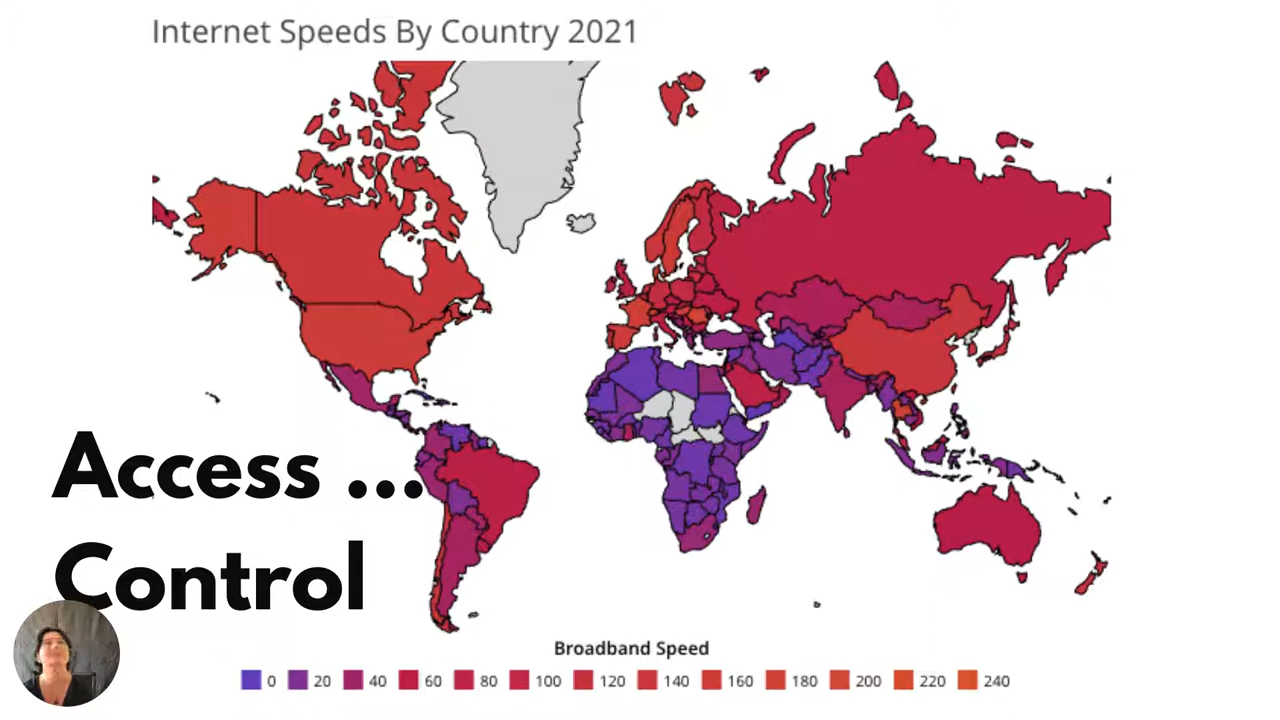 Internet Speeds By Country 2021
Access ...
Control
Broadband Speed
0 20 40 60 80 100 120 140 160 180 200 220 240